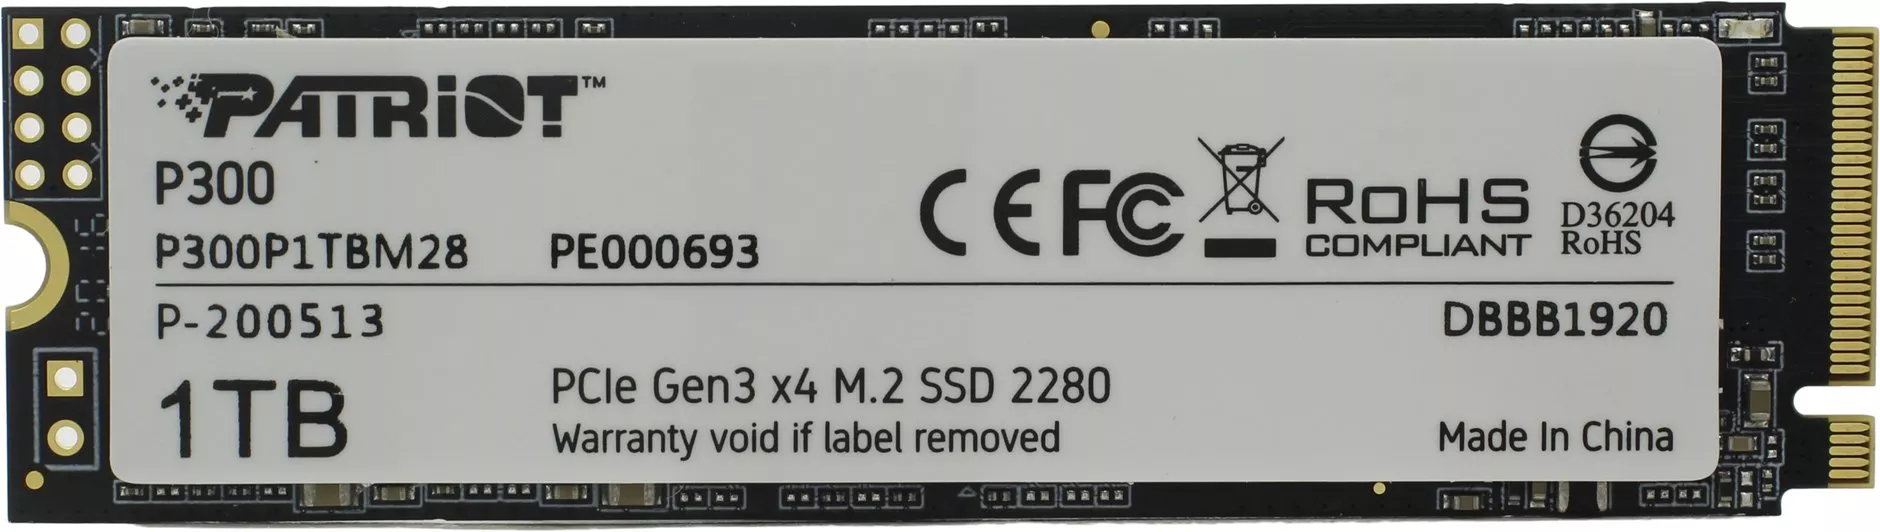 PATRiOT™
P300
P300P1TBM28 PE000693
CE FC RoHS COMPLIANT
D36204
RoHS
P-200513 DBBB1920
1TB
PCIe Gen3 x4 M.2 SSD 2280
Warranty void if label removed
Made In China